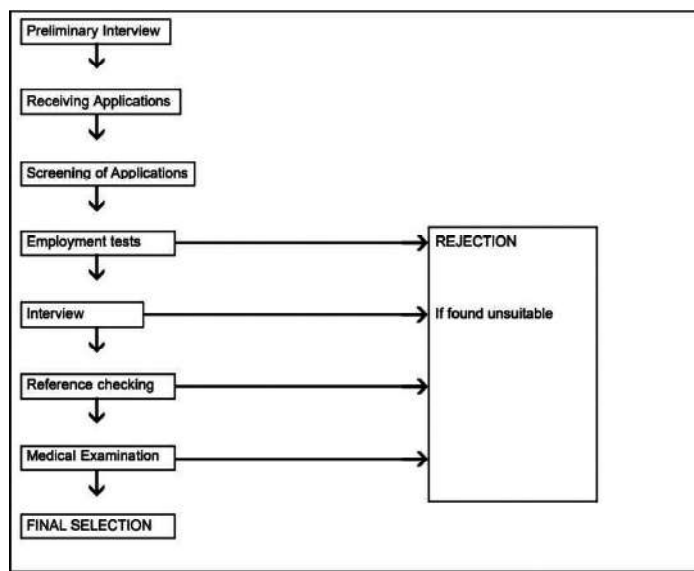 Preliminary Interview
Receiving Applications
Screening of Applications
Employment tests
REJECTION
Interview
If found unsuitable
Reference checking
Medical Examination
FINAL SELECTION